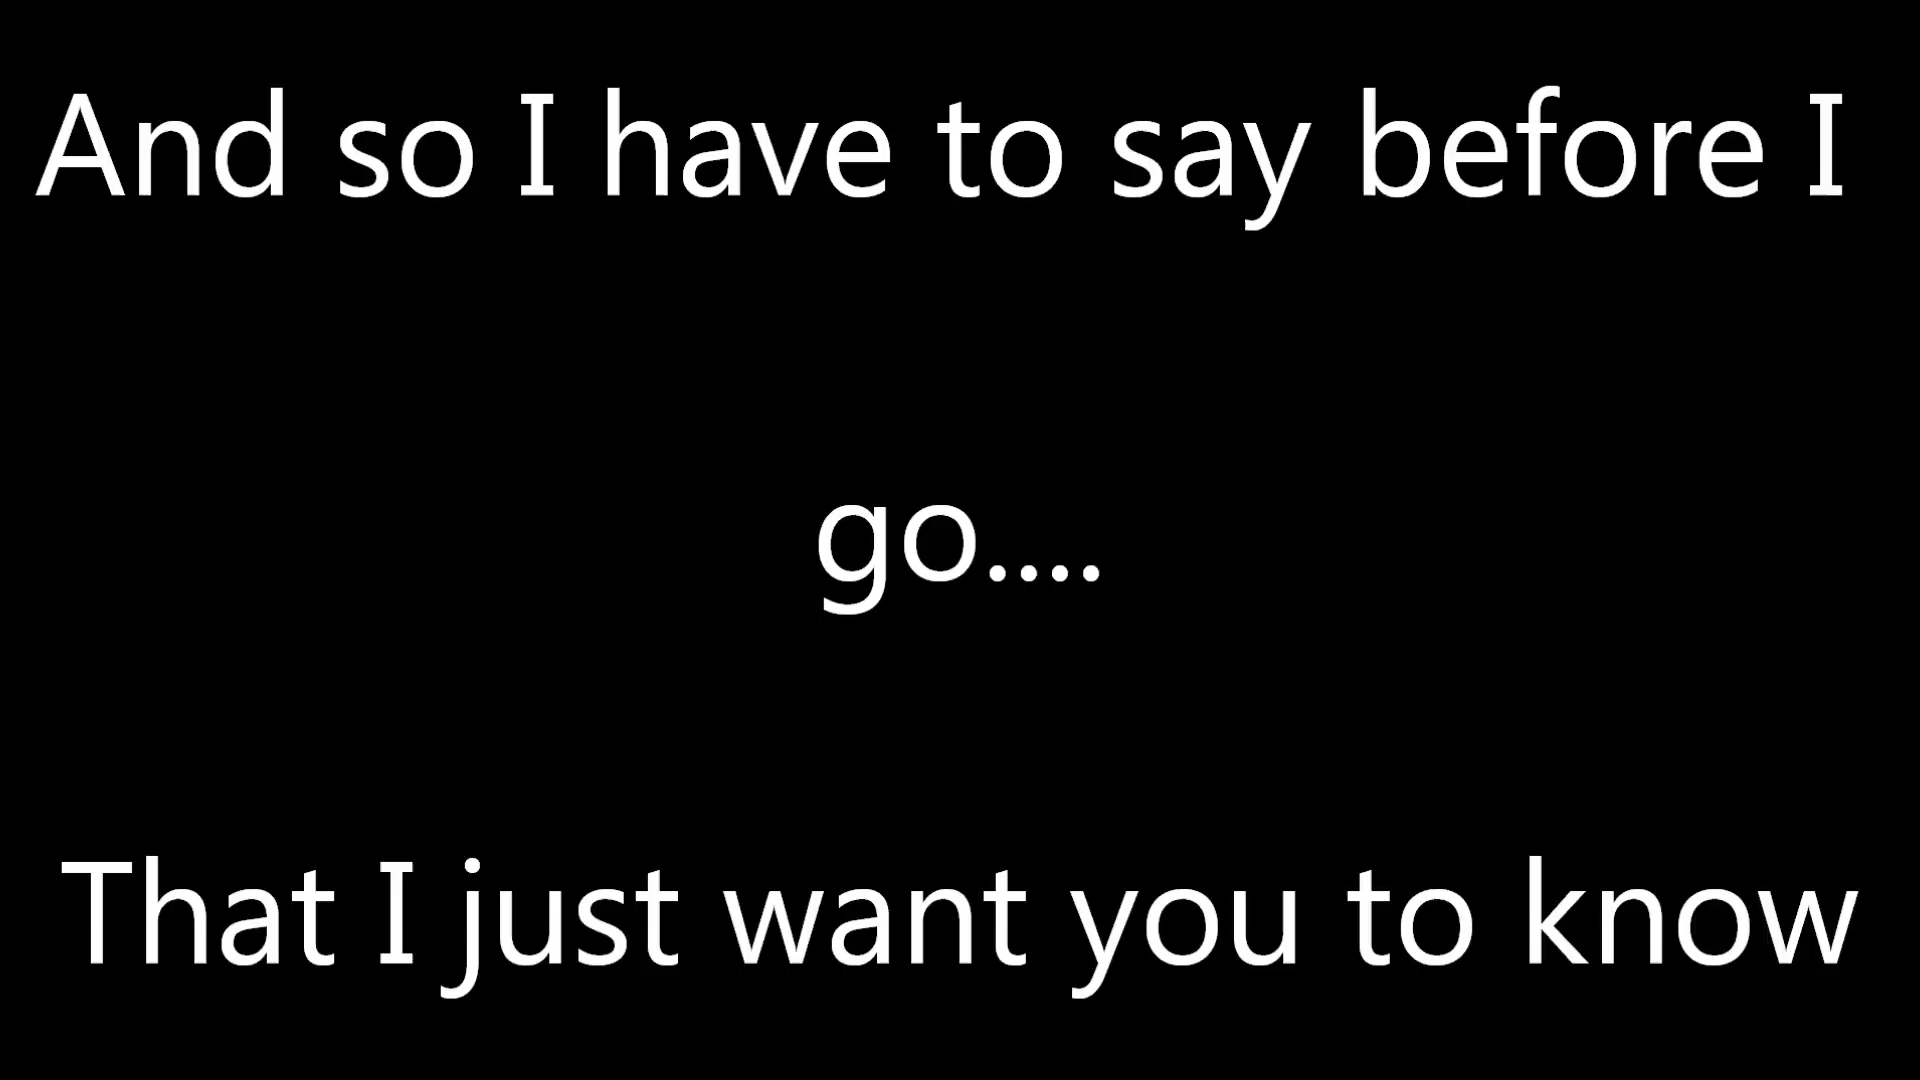 And so I have to say before I
go....
That I just want you to know